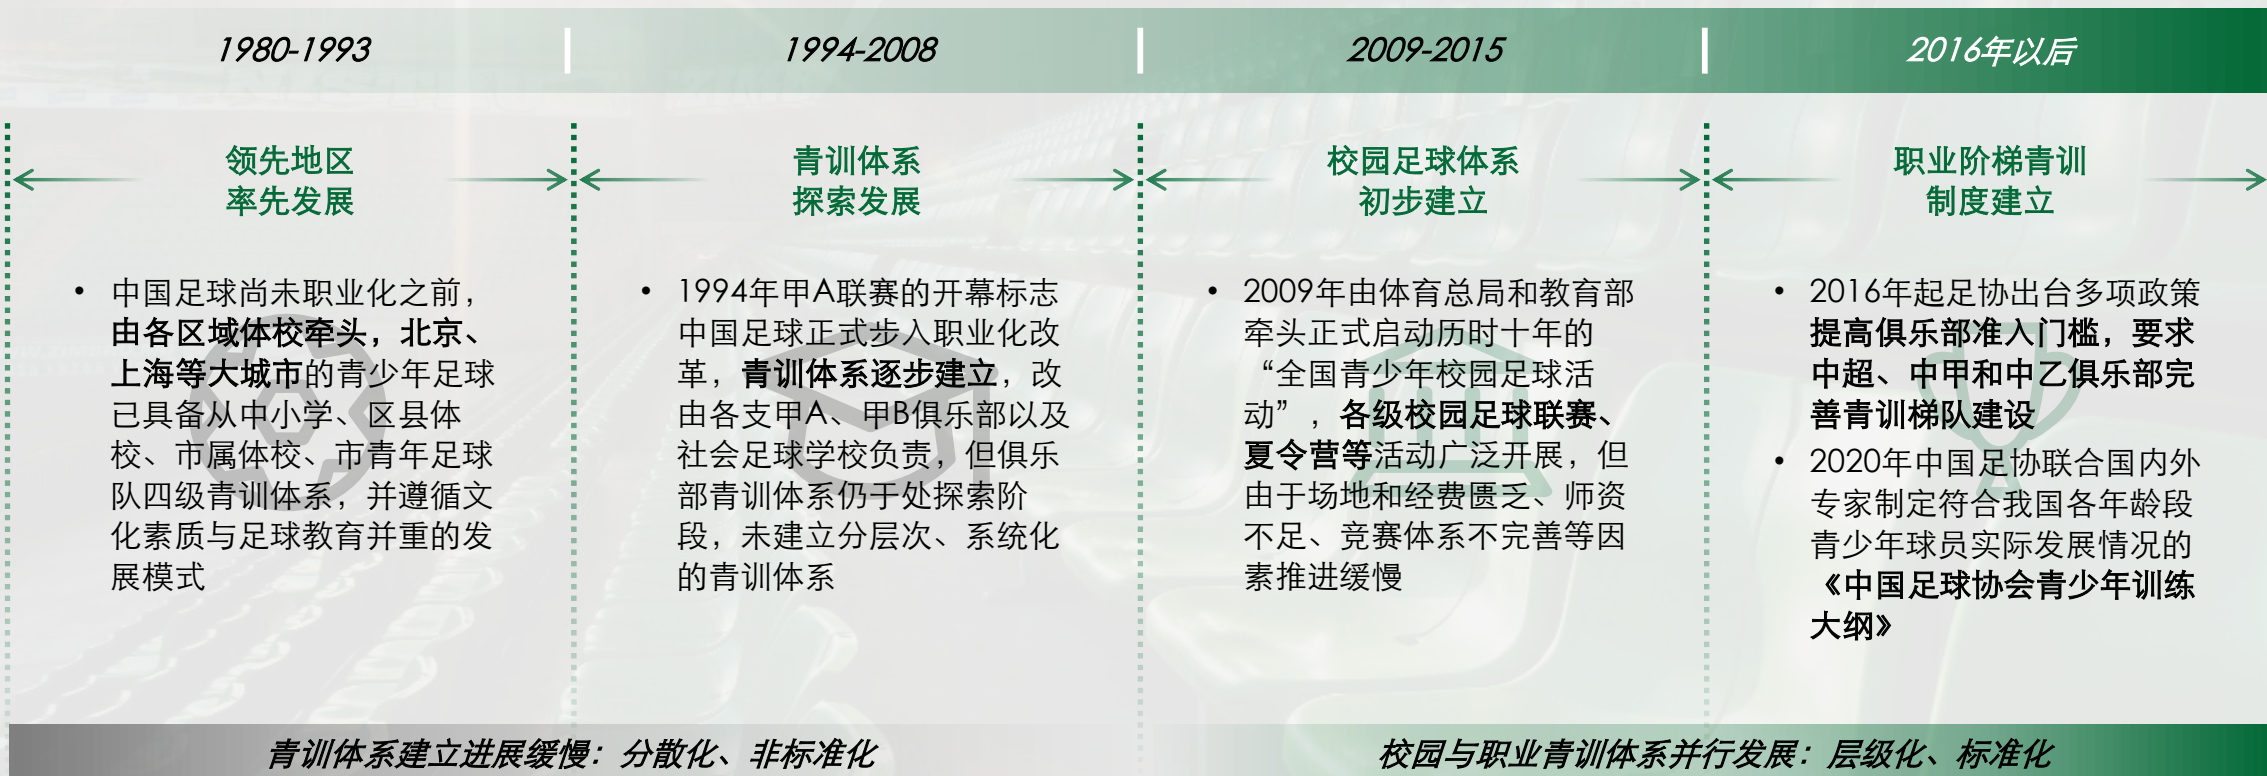 1980-1993
1994-2008
2009-2015
2016年以后
领先地区
率先发展
青训体系
探索发展
校园足球体系
初步建立
职业阶梯青训
制度建立
• 中国足球尚未职业化之前，
由各区域体校牵头，北京、
上海等大城市的青少年足球
已具备从中小学、区县体
校、市属体校、市青年足球
队四级青训体系，并遵循文
化素质与足球教育并重的发
展模式
• 1994年甲A联赛的开幕标志
中国足球正式步入职业化改
革，青训体系逐步建立，改
由各支甲A、甲B俱乐部以及
社会足球学校负责，但俱乐
部青训体系仍于处探索阶
段，未建立分层次、系统化
的青训体系
• 2009年由体育总局和教育部
牵头正式启动历时十年的
“全国青少年校园足球活
动”，各级校园足球联赛、
夏令营等活动广泛开展，但
由于场地和经费匮乏、师资
不足、竞赛体系不完善等因
素推进缓慢
• 2016年起足协出台多项政策
提高俱乐部准入门槛，要求
中超、中甲和中乙俱乐部完
善青训梯队建设
• 2020年中国足协联合国内外
专家制定符合我国各年龄段
青少年球员实际发展情况的
《中国足球协会青少年训练
大纲》
青训体系建立进展缓慢：分散化、非标准化
校园与职业青训体系并行发展：层级化、标准化